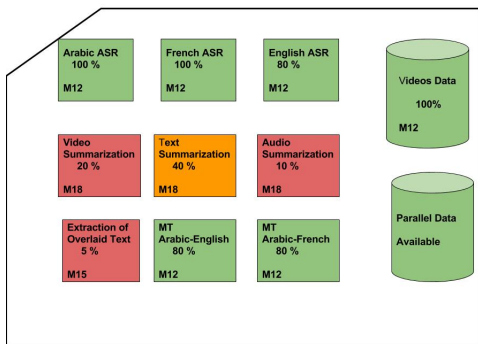 Arabic ASR
100 %
M12
French ASR
100 %
M12
English ASR
80 %
M12
Videos Data
100%
M12
Video
Summarization
20 %
M18
Text
Summarization
40 %
M18
Audio
Summarization
10 %
M18
Parallel Data
Available
Extraction of
Overlaid Text
5 %
M15
MT
Arabic-English
80 %
M12
MT
Arabic-French
80 %
M12